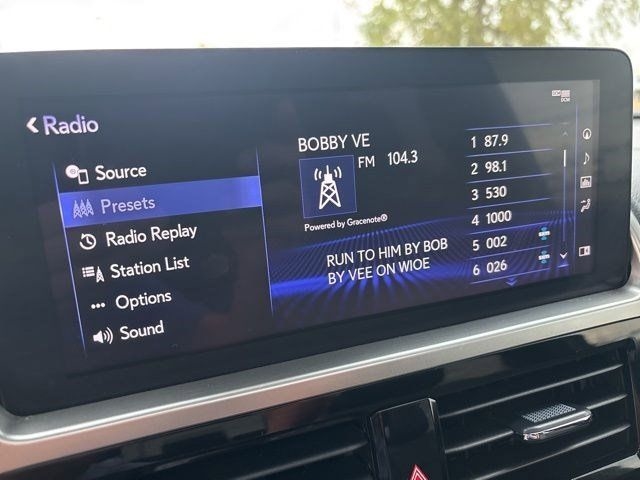 Radio
Source
Presets
Radio Replay
Station List
Options
Sound
BOBBY VE
FM 104.3
Powered by Gracenote®
RUN TO HIM BY BOB
BY VEE ON WIOE
1 87.9
2 98.1
3 530
4 1000
5 002
6 026